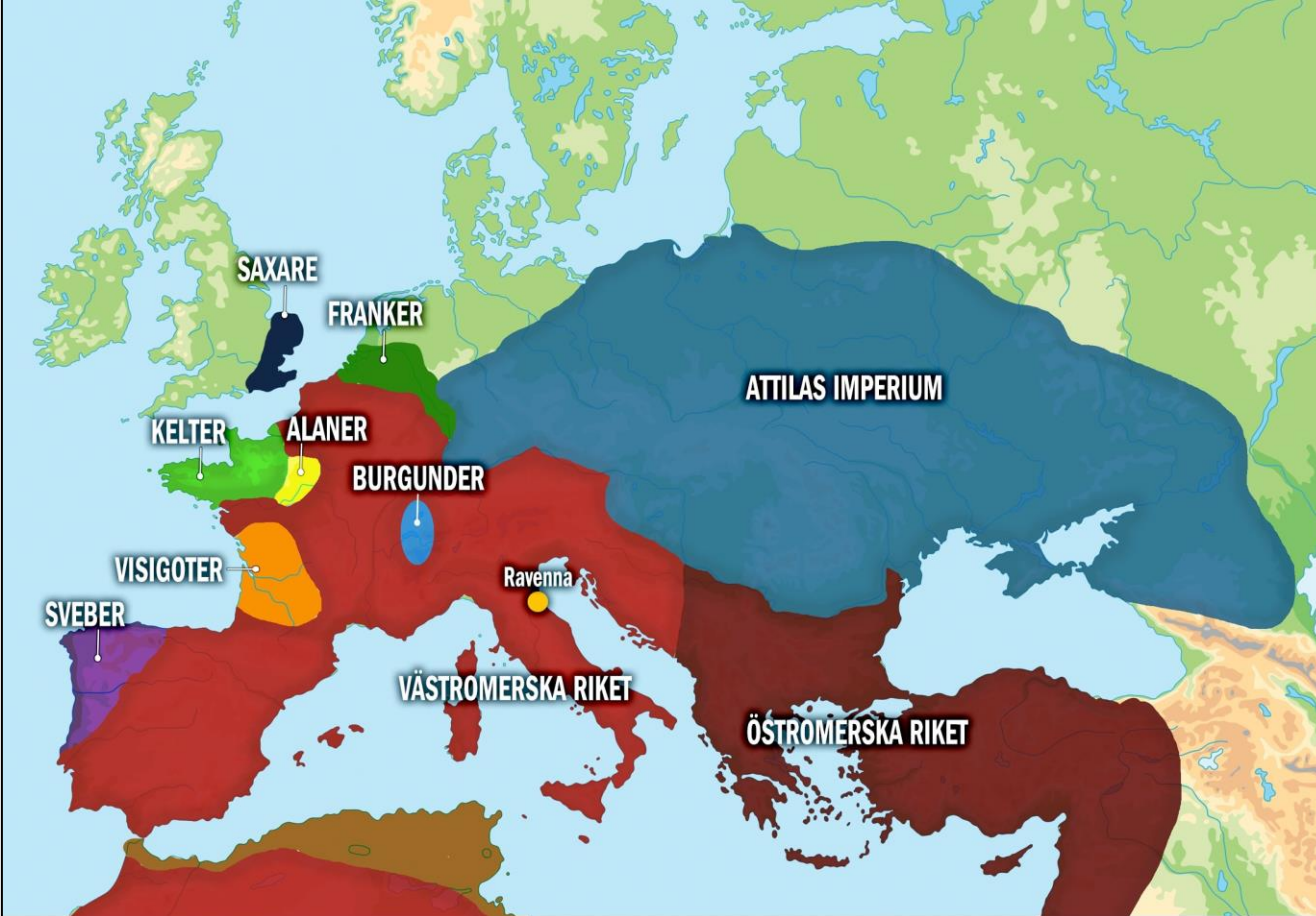 SAXARE
FRANKER
ATTILAS IMPERIUM
KELTER
ALANER
BURGUNDER
VISIGOTER
Ravenna
SVEBER
VÄSTROMERSKA RIKET
ÖSTROMERSKA RIKET